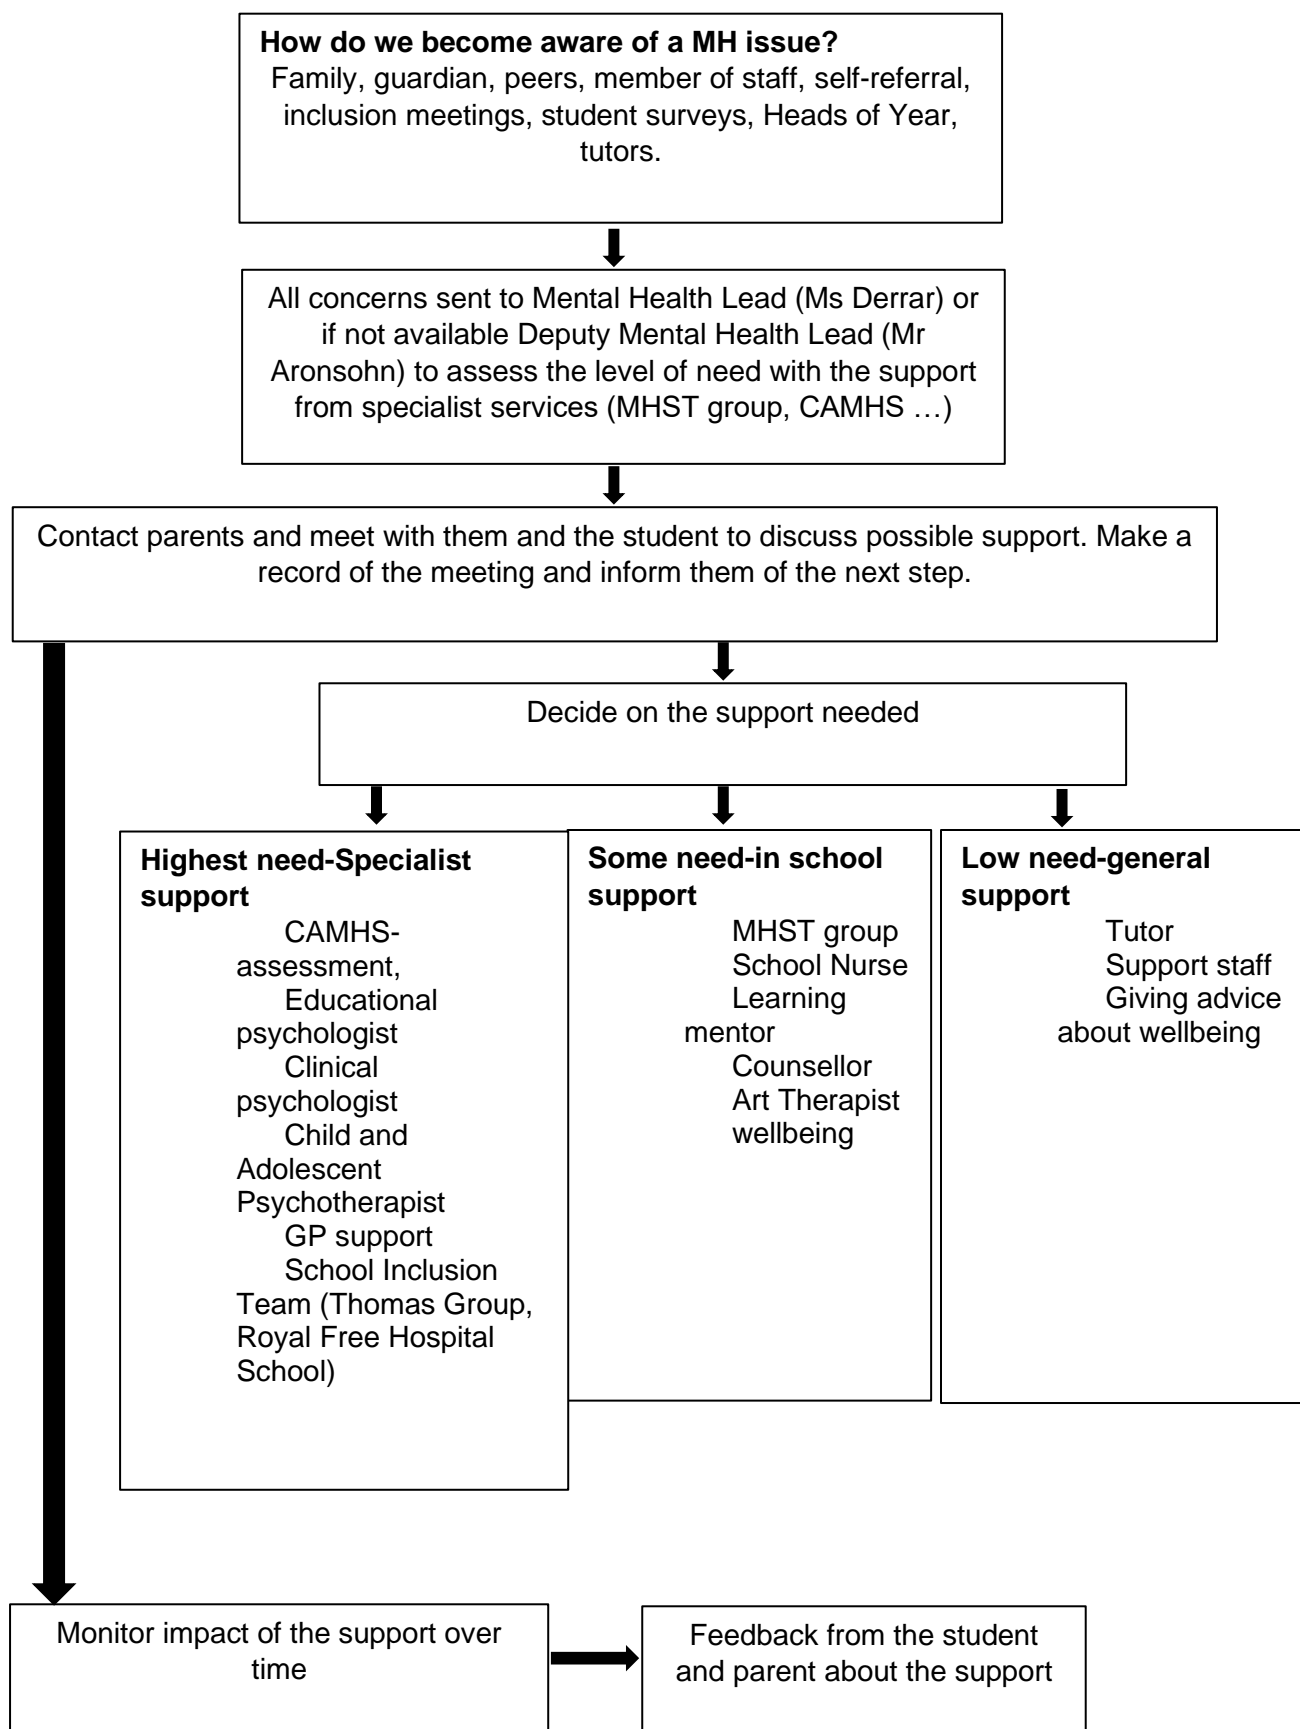 How do we become aware of a MH issue?
Family, guardian, peers, member of staff, self-referral,
inclusion meetings, student surveys, Heads of Year,
tutors.
All concerns sent to Mental Health Lead (Ms Derrar) or
if not available Deputy Mental Health Lead (Mr
Aronsohn) to assess the level of need with the support
from specialist services (MHST group, CAMHS …)
Contact parents and meet with them and the student to discuss possible support. Make a
record of the meeting and inform them of the next step.
Decide on the support needed
Highest need-Specialist
support
CAMHS-
assessment,
Educational
psychologist
Clinical
psychologist
Child and
Adolescent
Psychotherapist
GP support
School Inclusion
Team (Thomas Group,
Royal Free Hospital
School)
Some need-in school
support
MHST group
School Nurse
Learning
mentor
Counsellor
Art Therapist
wellbeing
Low need-general
support
Tutor
Support staff
Giving advice
about wellbeing
Monitor impact of the support over
time
Feedback from the student
and parent about the support